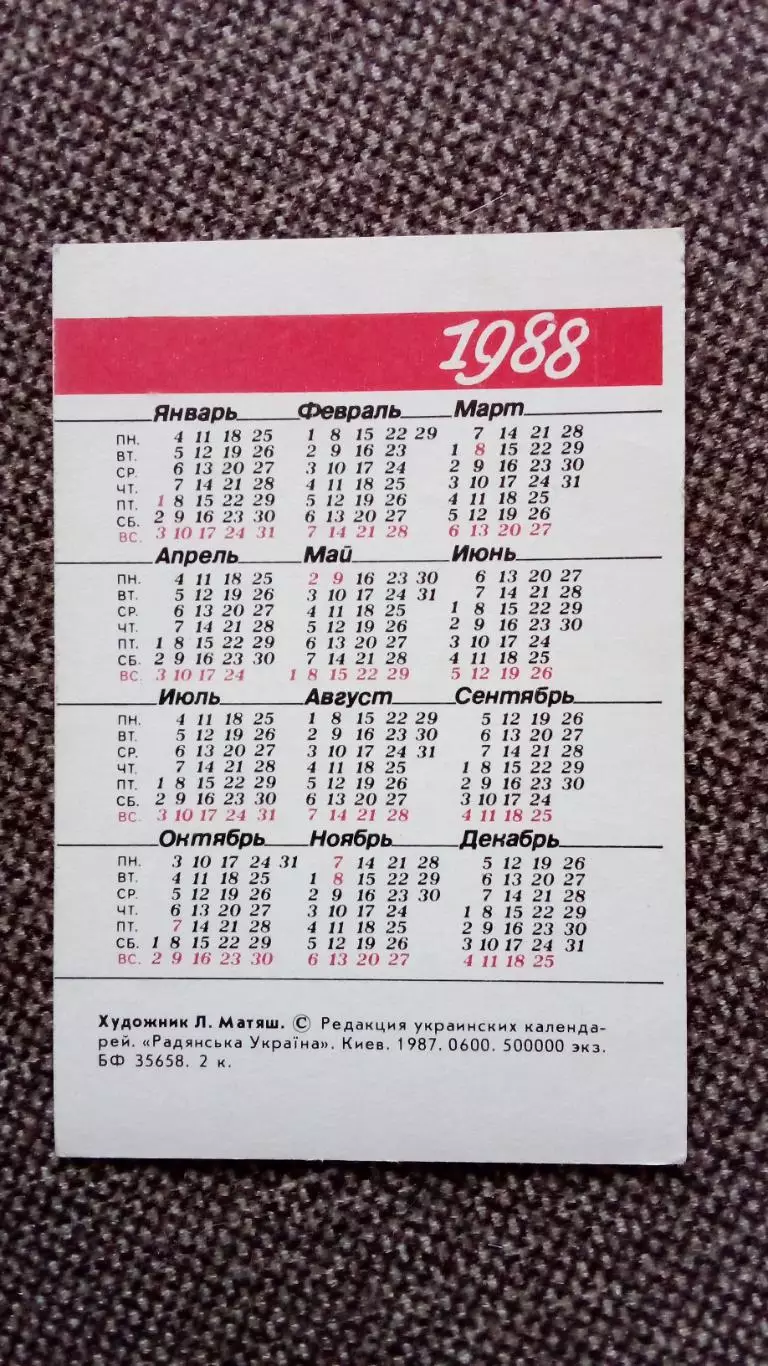 1988
Январь Февраль Март
ПН. 4 11 18 25 1 8 15 22 29 7 14 21 28
ВТ. 5 12 19 26 2 9 16 23 1 8 15 22 29
СР. 6 13 20 27 3 10 17 24 2 9 16 23 30
ЧТ. 7 14 21 28 4 11 18 25 3 10 17 24 31
ПТ. 1 8 15 22 29 5 12 19 26 4 11 18 25
СБ. 2 9 16 23 30 6 13 20 27 5 12 19 26
ВС. 3 10 17 24 31 7 14 21 28 6 13 20 27
Апрель Май Июнь
ПН. 4 11 18 25 2 9 16 23 30 6 13 20 27
ВТ. 5 12 19 26 3 10 17 24 31 7 14 21 28
СР. 6 13 20 27 4 11 18 25 1 8 15 22 29
ЧТ. 7 14 21 28 5 12 19 26 2 9 16 23 30
ПТ. 1 8 15 22 29 6 13 20 27 3 10 17 24
СБ. 2 9 16 23 30 7 14 21 28 4 11 18 25
ВС. 3 10 17 24 1 8 15 22 29 5 12 19 26
Июль Август Сентябрь
ПН. 4 11 18 25 1 8 15 22 29 5 12 19 26
ВТ. 5 12 19 26 2 9 16 23 30 6 13 20 27
СР. 6 13 20 27 3 10 17 24 31 7 14 21 28
ЧТ. 7 14 21 28 4 11 18 25 1 8 15 22 29
ПТ. 1 8 15 22 29 5 12 19 26 2 9 16 23 30
СБ. 2 9 16 23 30 6 13 20 27 3 10 17 24
ВС. 3 10 17 24 31 7 14 21 28 4 11 18 25
Октябрь Ноябрь Декабрь
ПН. 3 10 17 24 31 7 14 21 28 5 12 19 26
ВТ. 4 11 18 25 1 8 15 22 29 6 13 20 27
СР. 5 12 19 26 2 9 16 23 30 7 14 21 28
ЧТ. 6 13 20 27 3 10 17 24 1 8 15 22 29
ПТ. 7 14 21 28 4 11 18 25 2 9 16 23 30
СБ. 1 8 15 22 29 5 12 19 26 3 10 17 24 31
ВС. 2 9 16 23 30 6 13 20 27 4 11 18 25
Художник Л. Матяш. © Редакция украинских календа-
рей. «Радянська Україна». Киев. 1987. 0600. 500000 экз.
БФ 35658. 2 к.